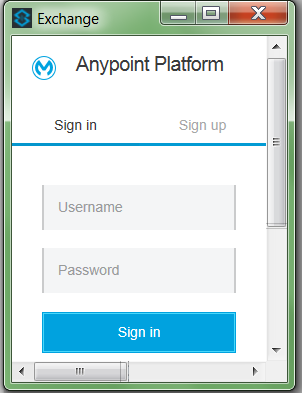 Exchange
Anypoint Platform
Sign in Sign up
Username
Password
Sign in